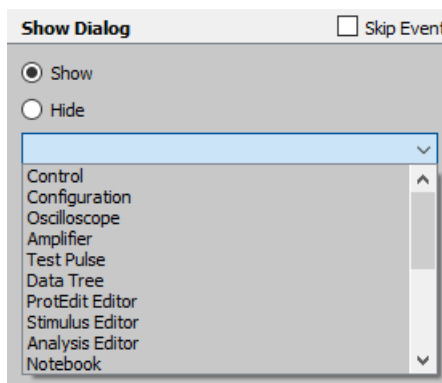 Show Dialog Skip Event
Show
Hide
Control
Configuration
Oscilloscope
Amplifier
Test Pulse
Data Tree
ProtEdit Editor
Stimulus Editor
Analysis Editor
Notebook